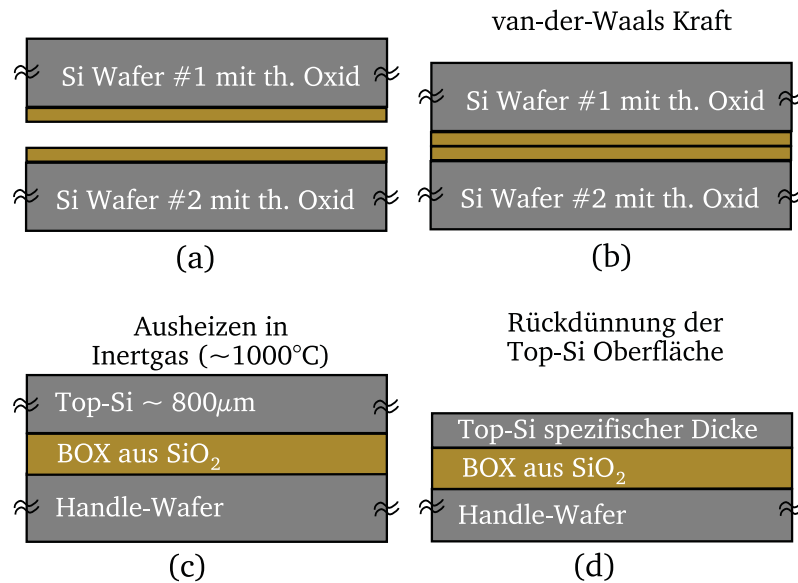 Si Wafer #1 mit th. Oxid
Si Wafer #2 mit th. Oxid
(a)
van-der-Waals Kraft
Si Wafer #1 mit th. Oxid
Si Wafer #2 mit th. Oxid
(b)
Ausheizen in
Inertgas (~1000°C)
Top-Si ~ 800μm
BOX aus SiO₂
Handle-Wafer
(c)
Rückdünnung der
Top-Si Oberfläche
Top-Si spezifischer Dicke
BOX aus SiO₂
Handle-Wafer
(d)